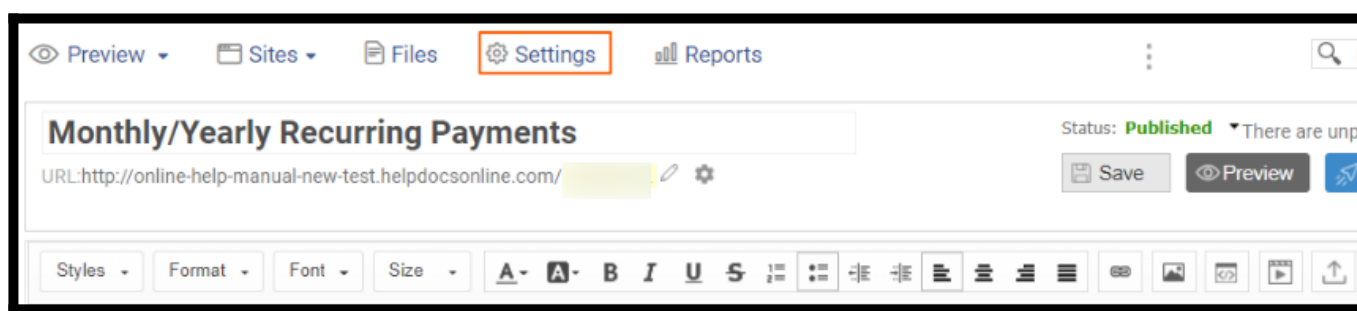 Preview Sites Files Settings Reports
Monthly/Yearly Recurring Payments
Status: Published There are unp
URL:http://online-help-manual-new-test.helpdocsonline.com/
Save Preview
Styles Format Font Size A A B I U S